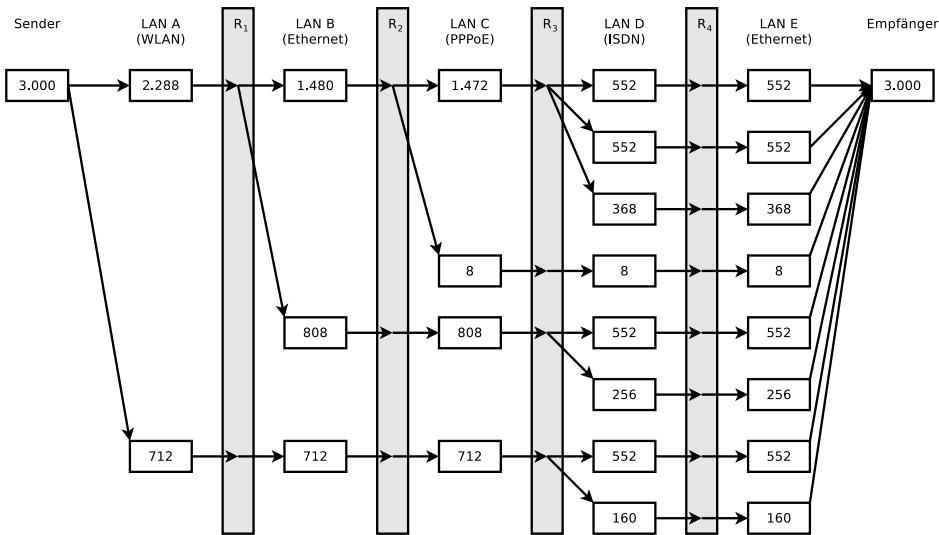 Sender
LAN A
(WLAN)
R1
LAN B
(Ethernet)
R2
LAN C
(PPPoE)
R3
LAN D
(ISDN)
R4
LAN E
(Ethernet)
Empfänger
3.000
2.288
1.480
1.472
552
552
3.000
552
552
368
368
8
8
8
808
808
552
552
256
256
712
712
712
552
552
160
160